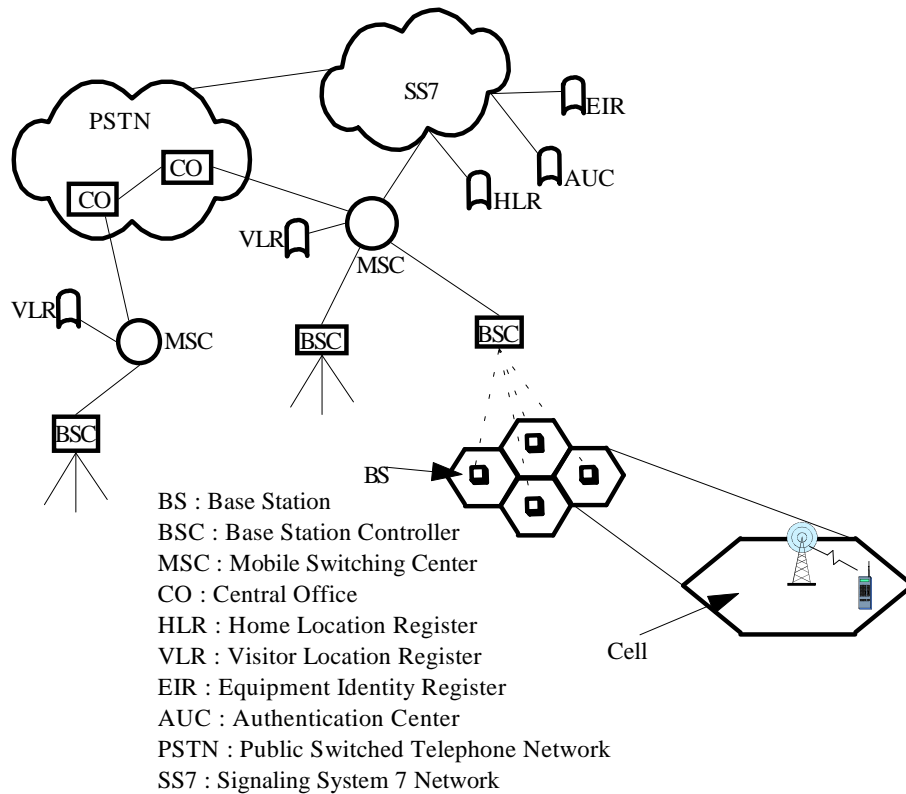 SS7
EIR
PSTN
CO
AUC
CO
HLR
VLR
MSC
VLR
MSC
BSC
BSC
BSC
BS
BS : Base Station
BSC : Base Station Controller
MSC : Mobile Switching Center
CO : Central Office
HLR : Home Location Register
Cell
VLR : Visitor Location Register
EIR : Equipment Identity Register
AUC : Authentication Center
PSTN : Public Switched Telephone Network
SS7 : Signaling System 7 Network